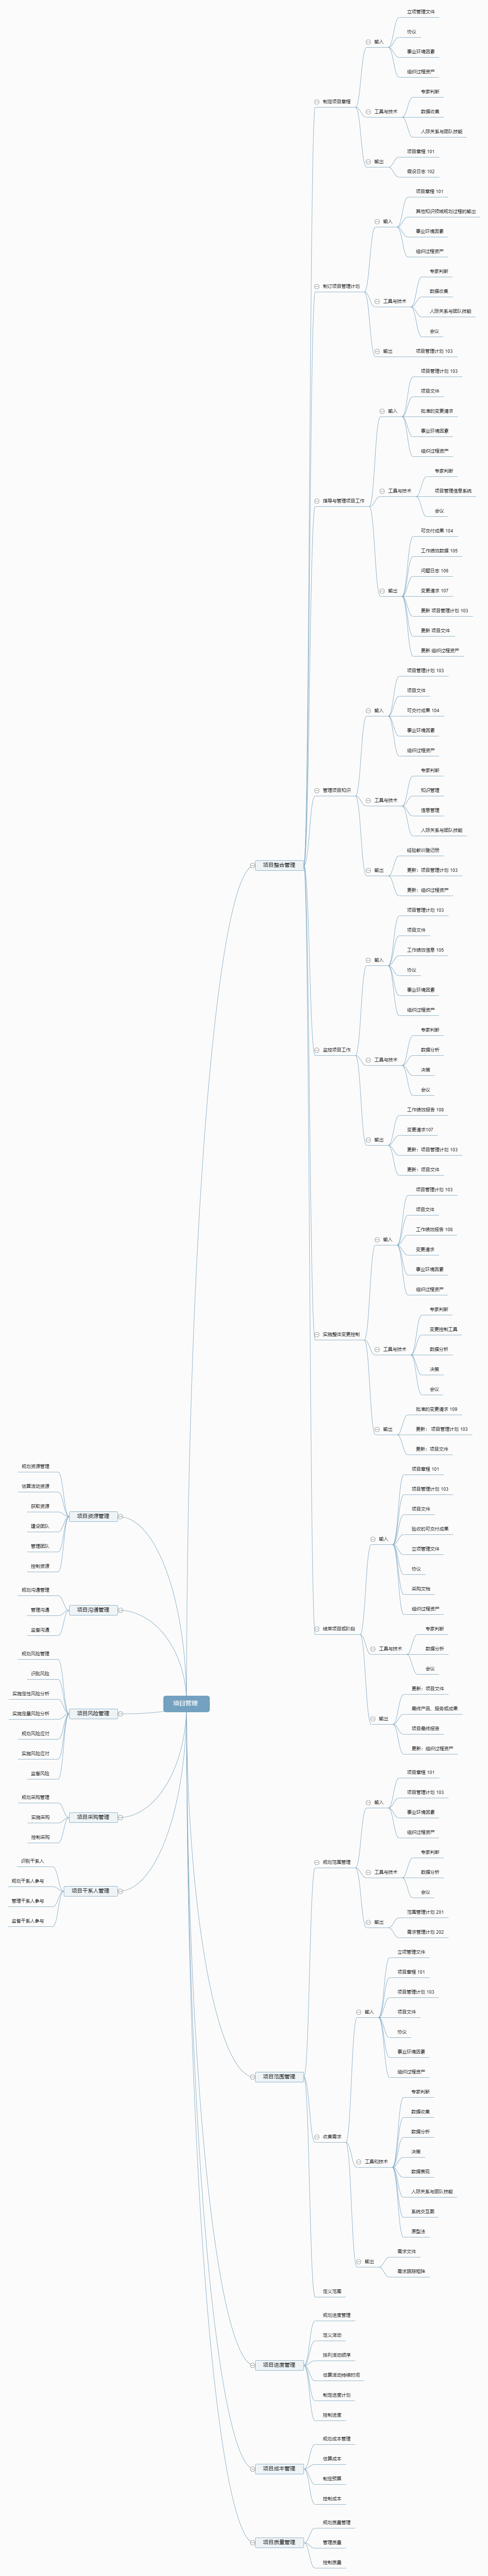 项目管理
项目整合管理
制定项目章程
输入
立项管理文件
协议
事业环境因素
组织过程资产
工具与技术
专家判断
数据收集
人际关系与团队技能
输出
项目章程 101
假设日志 102
制订项目管理计划
输入
项目章程 101
其他知识领域规划过程的输出
事业环境因素
组织过程资产
工具与技术
专家判断
数据收集
人际关系与团队技能
会议
输出
项目管理计划 103
指导与管理项目工作
输入
项目管理计划 103
项目文件
批准的变更请求
事业环境因素
组织过程资产
工具与技术
专家判断
项目管理信息系统
会议
输出
可交付成果 104
工作绩效数据 105
问题日志 106
变更请求 107
更新 项目管理计划 103
更新 项目文件
更新 组织过程资产
管理项目知识
输入
项目管理计划 103
项目文件
可交付成果 104
事业环境因素
组织过程资产
工具与技术
专家判断
知识管理
信息管理
人际关系与团队技能
输出
经验教训登记册
更新：项目管理计划 103
更新：组织过程资产
监控项目工作
输入
项目管理计划 103
项目文件
工作绩效信息 105
协议
事业环境因素
组织过程资产
工具与技术
专家判断
数据分析
决策
会议
输出
工作绩效报告 108
变更请求107
更新：项目管理计划 103
更新：项目文件
实施整体变更控制
输入
项目管理计划 103
项目文件
工作绩效报告 108
变更请求
事业环境因素
组织过程资产
工具与技术
专家判断
变更控制工具
数据分析
决策
会议
输出
批准的变更请求 109
更新： 项目管理计划 103
更新：项目文件
结束项目或阶段
输入
项目章程 101
项目管理计划 103
项目文件
验收的可交付成果
立项管理文件
协议
采购文档
组织过程资产
工具与技术
专家判断
数据分析
会议
输出
更新：项目文件
最终产品、服务或成果
项目最终报告
更新：组织过程资产
项目范围管理
规划范围管理
输入
项目章程 101
项目管理计划 103
事业环境因素
组织过程资产
工具与技术
专家判断
数据分析
会议
输出
范围管理计划 201
需求管理计划 202
收集需求
输入
立项管理文件
项目章程 101
项目管理计划 103
项目文件
协议
事业环境因素
组织过程资产
工具和技术
专家判断
数据收集
数据分析
决策
数据表现
人际关系与团队技能
系统交互图
原型法
输出
需求文件
需求跟踪矩阵
定义范围
项目进度管理
规划进度管理
定义活动
排列活动顺序
估算活动持续时间
制定进度计划
控制进度
项目成本管理
规划成本管理
估算成本
制定预算
控制成本
项目质量管理
规划质量管理
管理质量
控制质量
项目资源管理
规划资源管理
估算活动资源
获取资源
建设团队
管理团队
控制资源
项目沟通管理
规划沟通管理
管理沟通
监督沟通
项目风险管理
规划风险管理
识别风险
实施定性风险分析
实施定量风险分析
规划风险应对
实施风险应对
监督风险
项目采购管理
规划采购管理
实施采购
控制采购
项目干系人管理
识别干系人
规划干系人参与
管理干系人参与
监督干系人参与